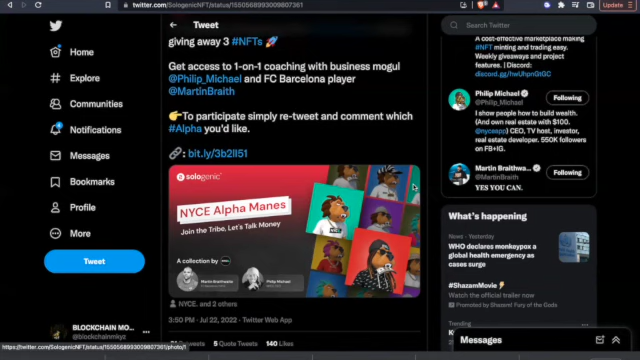 twitter.com/SologenicNFT/status/1550568993009807361
Update
Home
Explore
Communities
Notifications
Messages
Bookmarks
Profile
More
Tweet
BLOCKCHAIN MO...
@blockchainmkyz
https://twitter.com/SologenicNFT/status/1550568993009807361/photo/1
Tweet
giving away 3 #NFTs 🚀
Get access to 1-on-1 coaching with business mogul
@Philip_Michael and FC Barcelona player
@MartinBraith
👉To participate simply re-tweet and comment which
#Alpha you'd like.
🔗: bit.ly/3b2Il51
sologenic
NYCE Alpha Manes
Join the Tribe, Let's Talk Money
A collection by
Martin Braithwaite
Philip Michael
NYCE. and 2 others
3:50 PM · Jul 22, 2022 · Twitter Web App
Retweets 5 Quote Tweets 140 Likes
Search Twitter
A cost-effective marketplace making
#NFT minting and trading easy.
Weekly giveaways and project
features. | Discord:
Philip Michael
@Philip_Michael
Following
I show people how to build wealth.
(And own real estate with $100.
@nycespp) CEO, TV host, investor,
real estate developer. 550K followers
on FB+IG.
Martin Braithwa...
@MartinBraith
Following
YES YOU CAN.
What's happening
News · Yesterday
WHO declares monkeypox a
global health emergency as
cases surge
#ShazamMovie⚡
Watch the official trailer now
Promoted by Shazam! Fury of the Gods
Trending
Messages